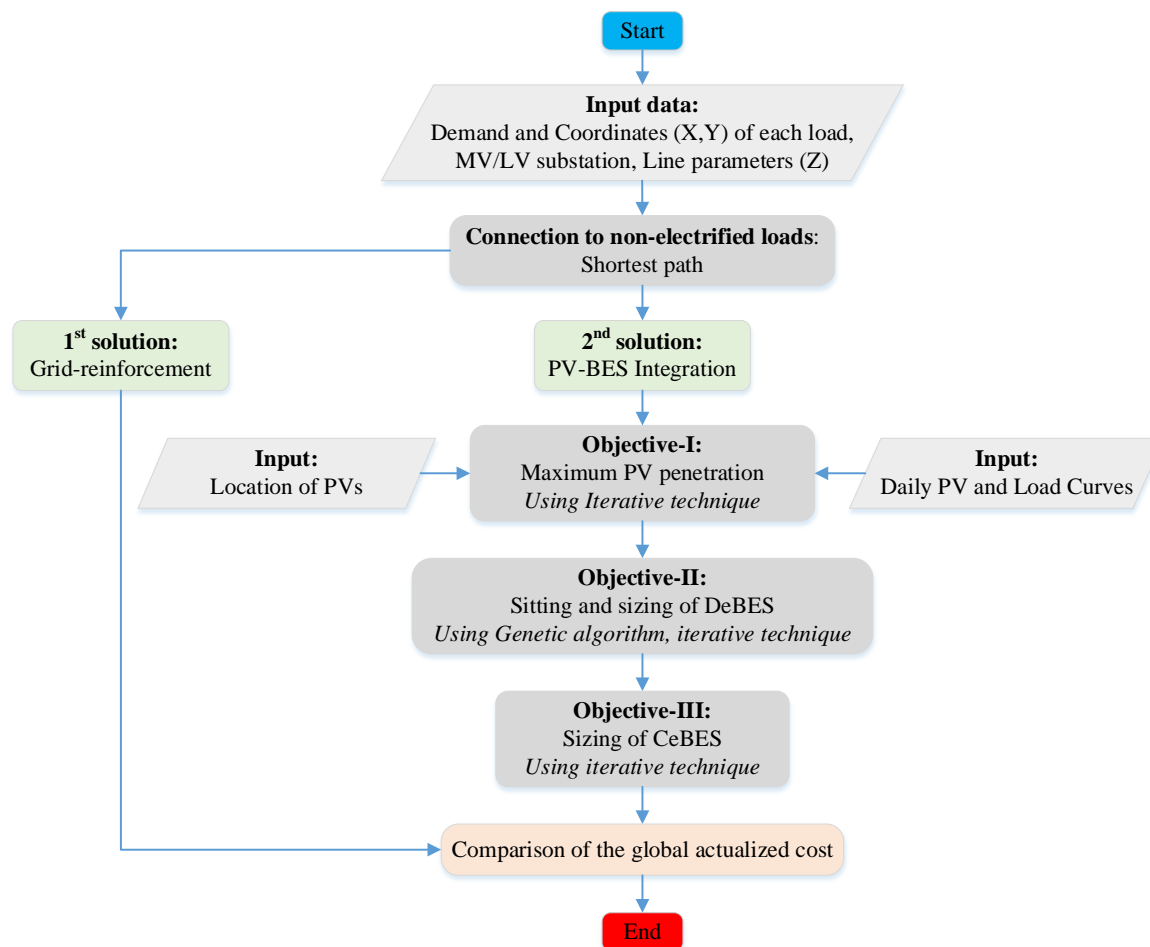 Start
Input data:
Demand and Coordinates (X,Y) of each load,
MV/LV substation, Line parameters (Z)
Connection to non-electrified loads:
Shortest path
1st solution:
Grid-reinforcement
2nd solution:
PV-BES Integration
Input:
Location of PVs
Objective-I:
Maximum PV penetration
Using Iterative technique
Input:
Daily PV and Load Curves
Objective-II:
Sitting and sizing of DeBES
Using Genetic algorithm, iterative technique
Objective-III:
Sizing of CeBES
Using iterative technique
Comparison of the global actualized cost
End